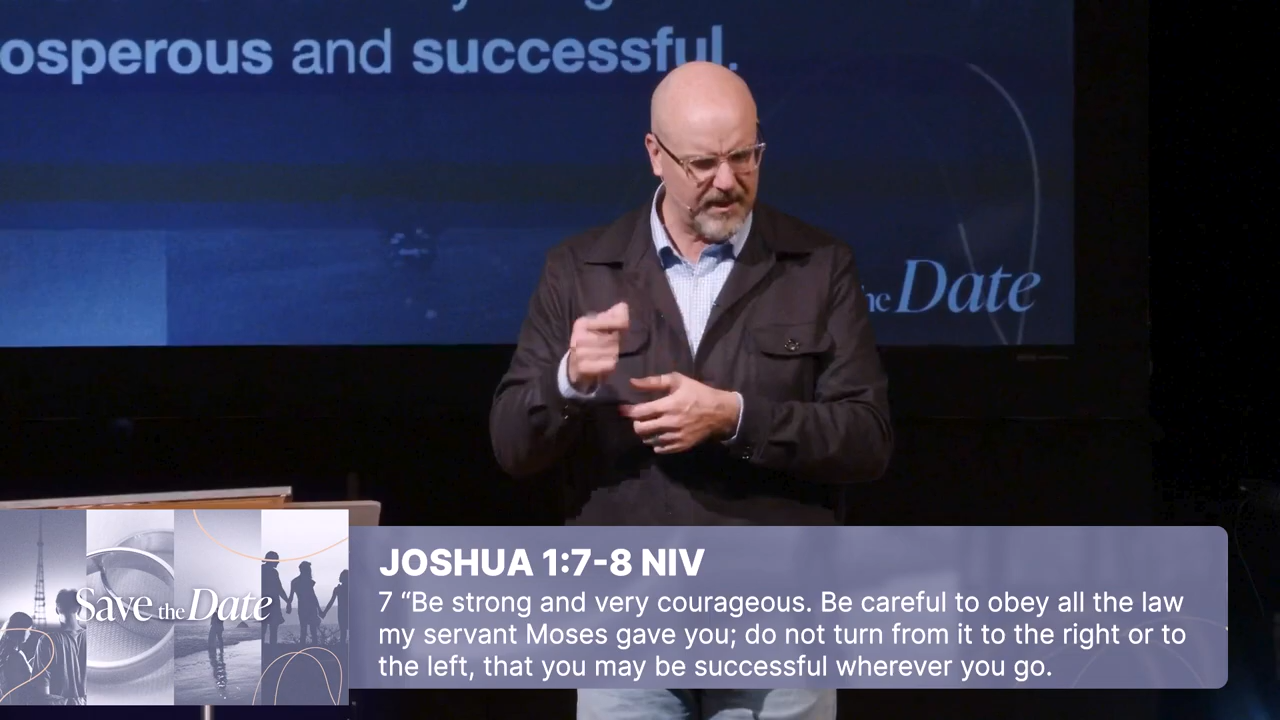 osperous and successful.
Date
JOSHUA 1:7-8 NIV
7 “Be strong and very courageous. Be careful to obey all the law
my servant Moses gave you; do not turn from it to the right or to
the left, that you may be successful wherever you go.
Save the Date